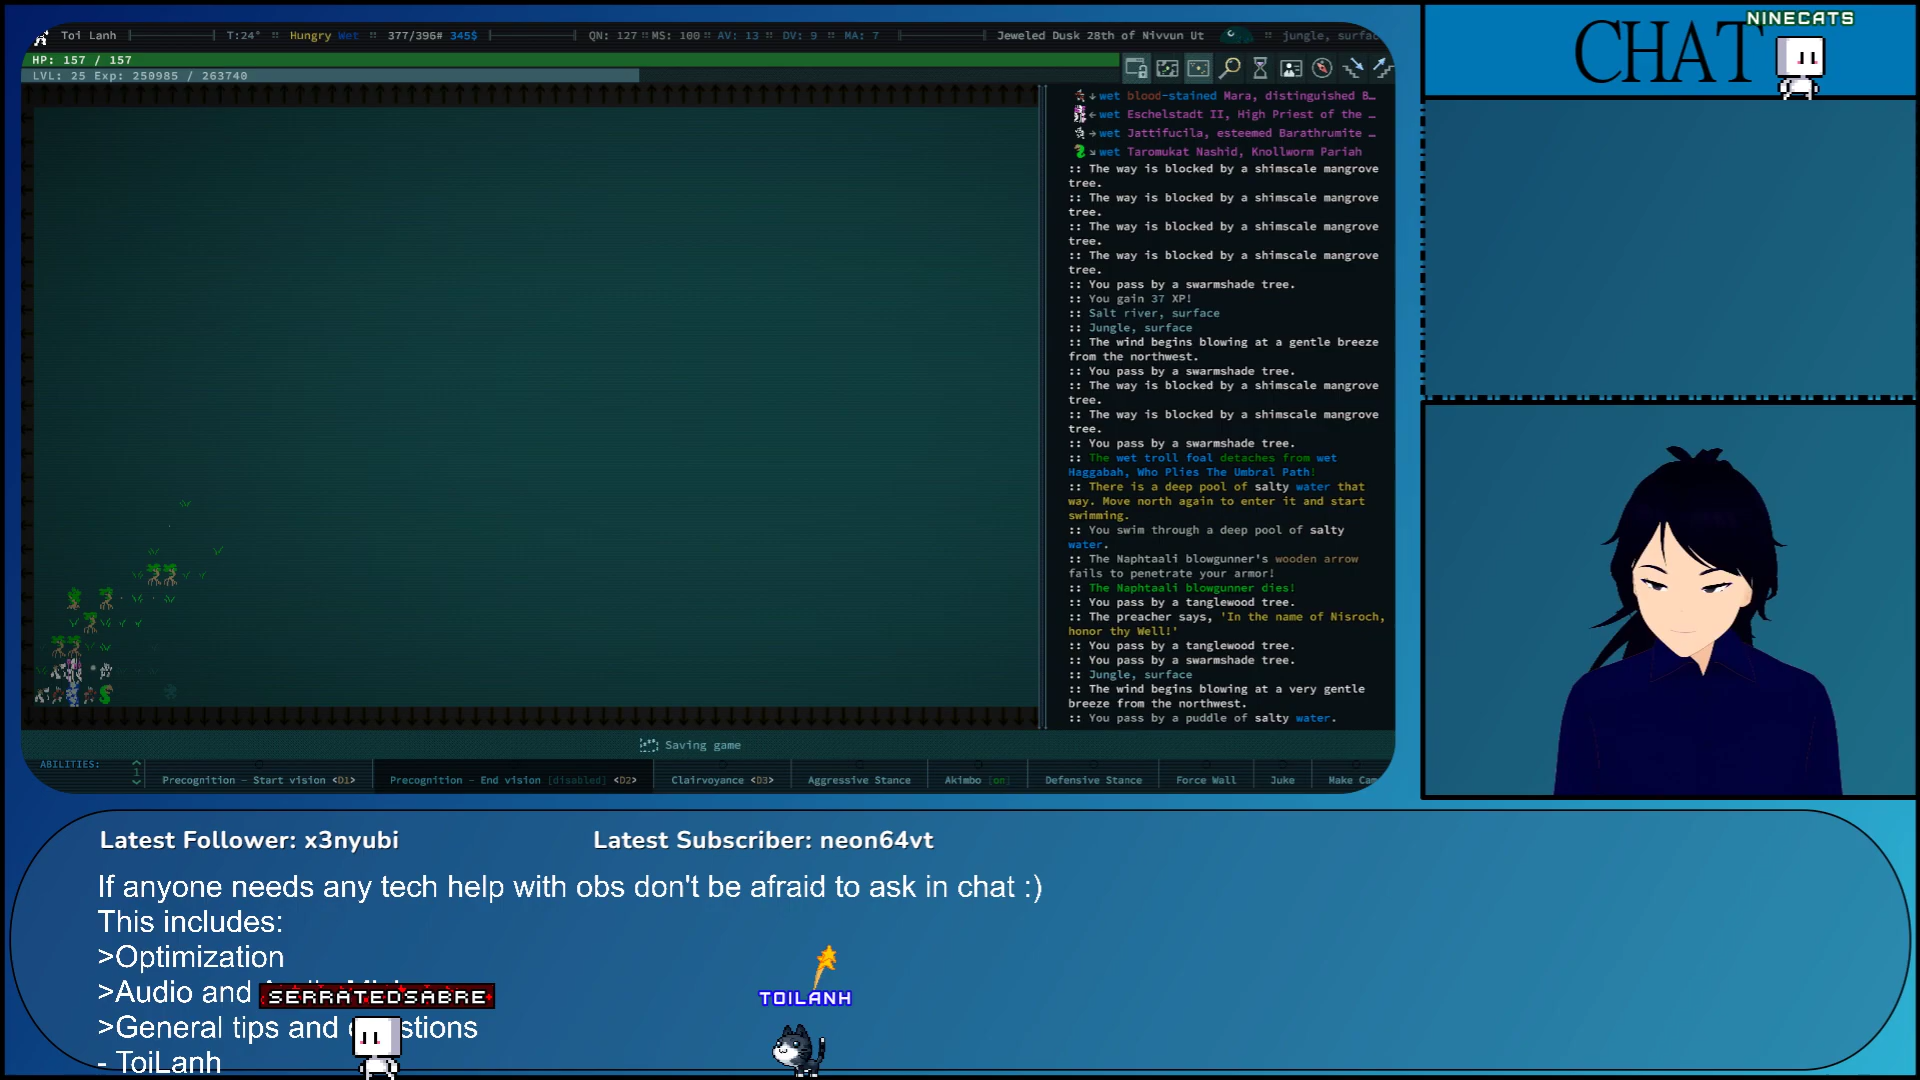 Toi Lanh T:24° :: Hungry Wet :: 377/396# 345$ QN: 127 :: MS: 100 :: AV: 13 :: DV: 9 :: MA: 7 Jeweled Dusk 28th of Nivvun Ut :: jungle, surfac
HP: 157 / 157
LVL: 25 Exp: 250985 / 263740
wet blood-stained Mara, distinguished B…
wet Eschelstadt II, High Priest of the …
wet Jattifucila, esteemed Barathrumite …
wet Taromukat Nashid, Knollworm Pariah
:: The way is blocked by a shimscale mangrove
tree.
:: The way is blocked by a shimscale mangrove
tree.
:: The way is blocked by a shimscale mangrove
tree.
:: The way is blocked by a shimscale mangrove
tree.
:: You pass by a swarmshade tree.
:: You gain 37 XP!
:: Salt river, surface
:: Jungle, surface
:: The wind begins blowing at a gentle breeze
from the northwest.
:: You pass by a swarmshade tree.
:: The way is blocked by a shimscale mangrove
tree.
:: The way is blocked by a shimscale mangrove
tree.
:: You pass by a swarmshade tree.
:: The wet troll foal detaches from wet
Haggabah, Who Plies The Umbral Path!
:: There is a deep pool of salty water that
way. Move north again to enter it and start
swimming.
:: You swim through a deep pool of salty
water.
:: The Naphtaali blowgunner's wooden arrow
fails to penetrate your armor!
:: The Naphtaali blowgunner dies!
:: You pass by a tanglewood tree.
:: The preacher says, 'In the name of Nisroch,
honor thy Well!'
:: You pass by a tanglewood tree.
:: You pass by a swarmshade tree.
:: Jungle, surface
:: The wind begins blowing at a very gentle
breeze from the northwest.
:: You pass by a puddle of salty water.
Saving game
ABILITIES: 1 Precognition - Start vision <D1> Precognition - End vision [disabled] <D2> Clairvoyance <D3> Aggressive Stance Akimbo [on] Defensive Stance Force Wall Juke Make Cam
CHAT
NINECATS
Latest Follower: x3nyubi Latest Subscriber: neon64vt
If anyone needs any tech help with obs don't be afraid to ask in chat :)
This includes:
>Optimization
>Audio and
SERRATEDSABRE
>General tips and
stions
- ToiLanh
TOILANH